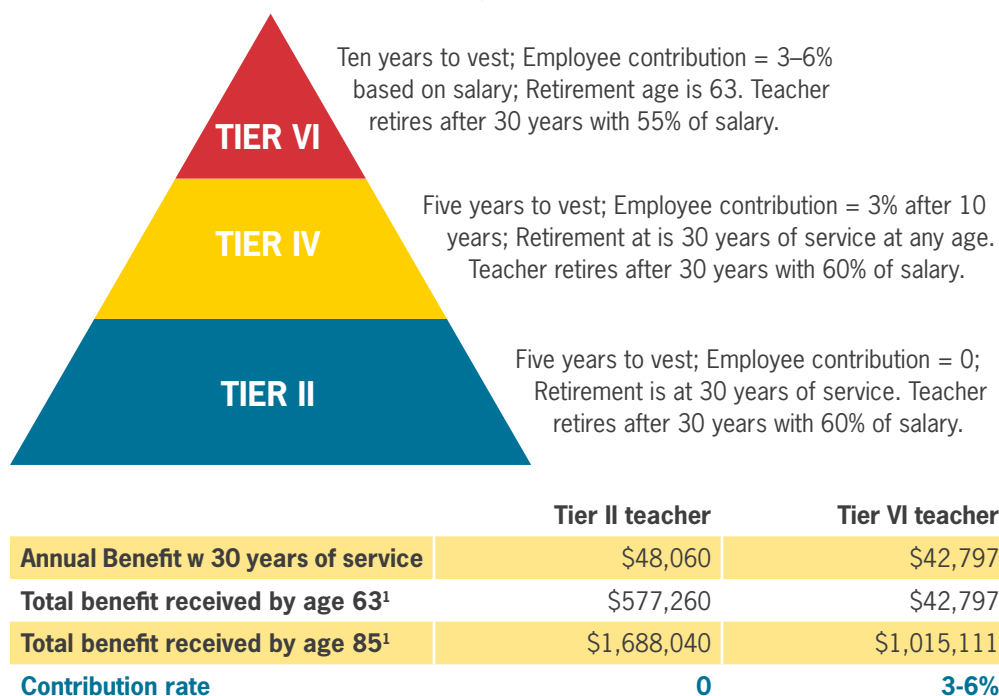 Ten years to vest; Employee contribution = 3–6%
based on salary; Retirement age is 63. Teacher
retires after 30 years with 55% of salary.
TIER VI
Five years to vest; Employee contribution = 3% after 10
years; Retirement at is 30 years of service at any age.
Teacher retires after 30 years with 60% of salary.
TIER IV
Five years to vest; Employee contribution = 0;
Retirement is at 30 years of service. Teacher
retires after 30 years with 60% of salary.
TIER II
Tier II teacher Tier VI teacher
Annual Benefit w 30 years of service $48,060 $42,797
Total benefit received by age 63¹ $577,260 $42,797
Total benefit received by age 85¹ $1,688,040 $1,015,111
Contribution rate 0 3-6%